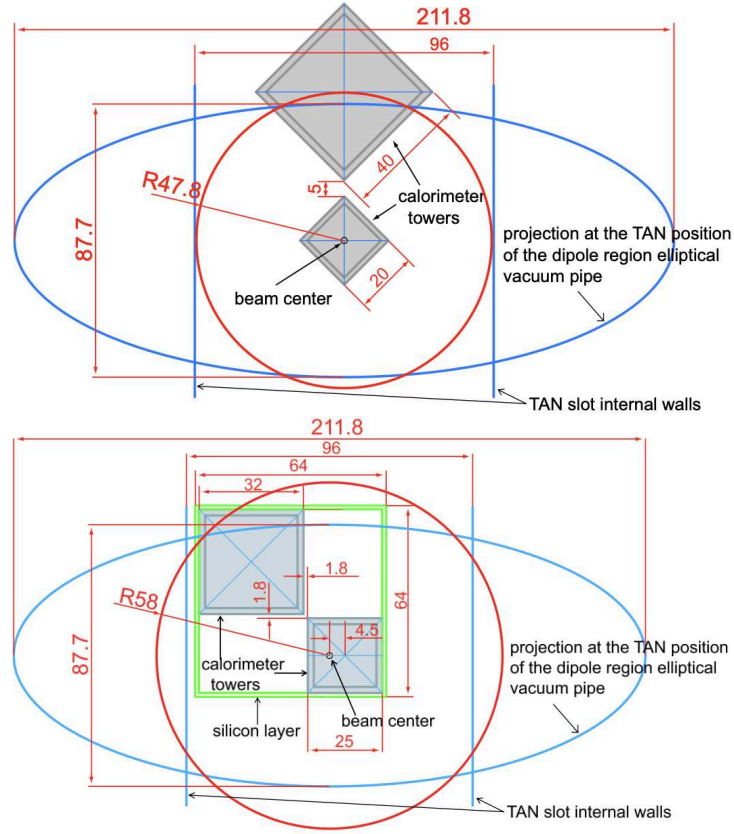 211.8
96
R47.8
87.7
5
40
calorimeter
towers
20
beam center
projection at the TAN position
of the dipole region elliptical
vacuum pipe
TAN slot internal walls
211.8
96
64
32
1.8
1.8
64
R58
87.7
4.5
calorimeter
towers
beam center
silicon layer
25
projection at the TAN position
of the dipole region elliptical
vacuum pipe
TAN slot internal walls